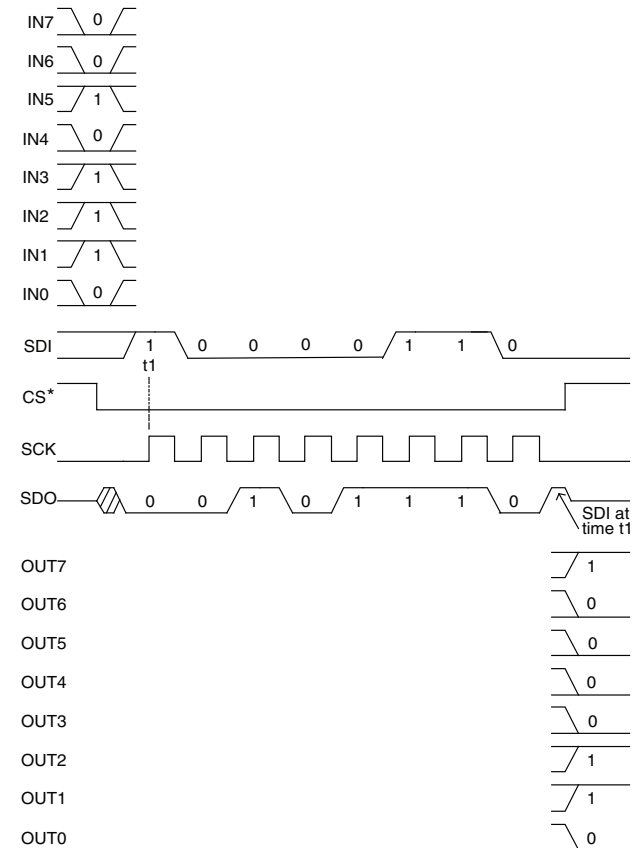 IN7 0
IN6 0
IN5 1
IN4 0
IN3 1
IN2 1
IN1 1
IN0 0
SDI 1 0 0 0 0 1 1 0
t1
CS*
SCK
SDO 0 0 1 0 1 1 1 0
SDI at
time t1
OUT7 1
OUT6 0
OUT5 0
OUT4 0
OUT3 0
OUT2 1
OUT1 1
OUT0 0